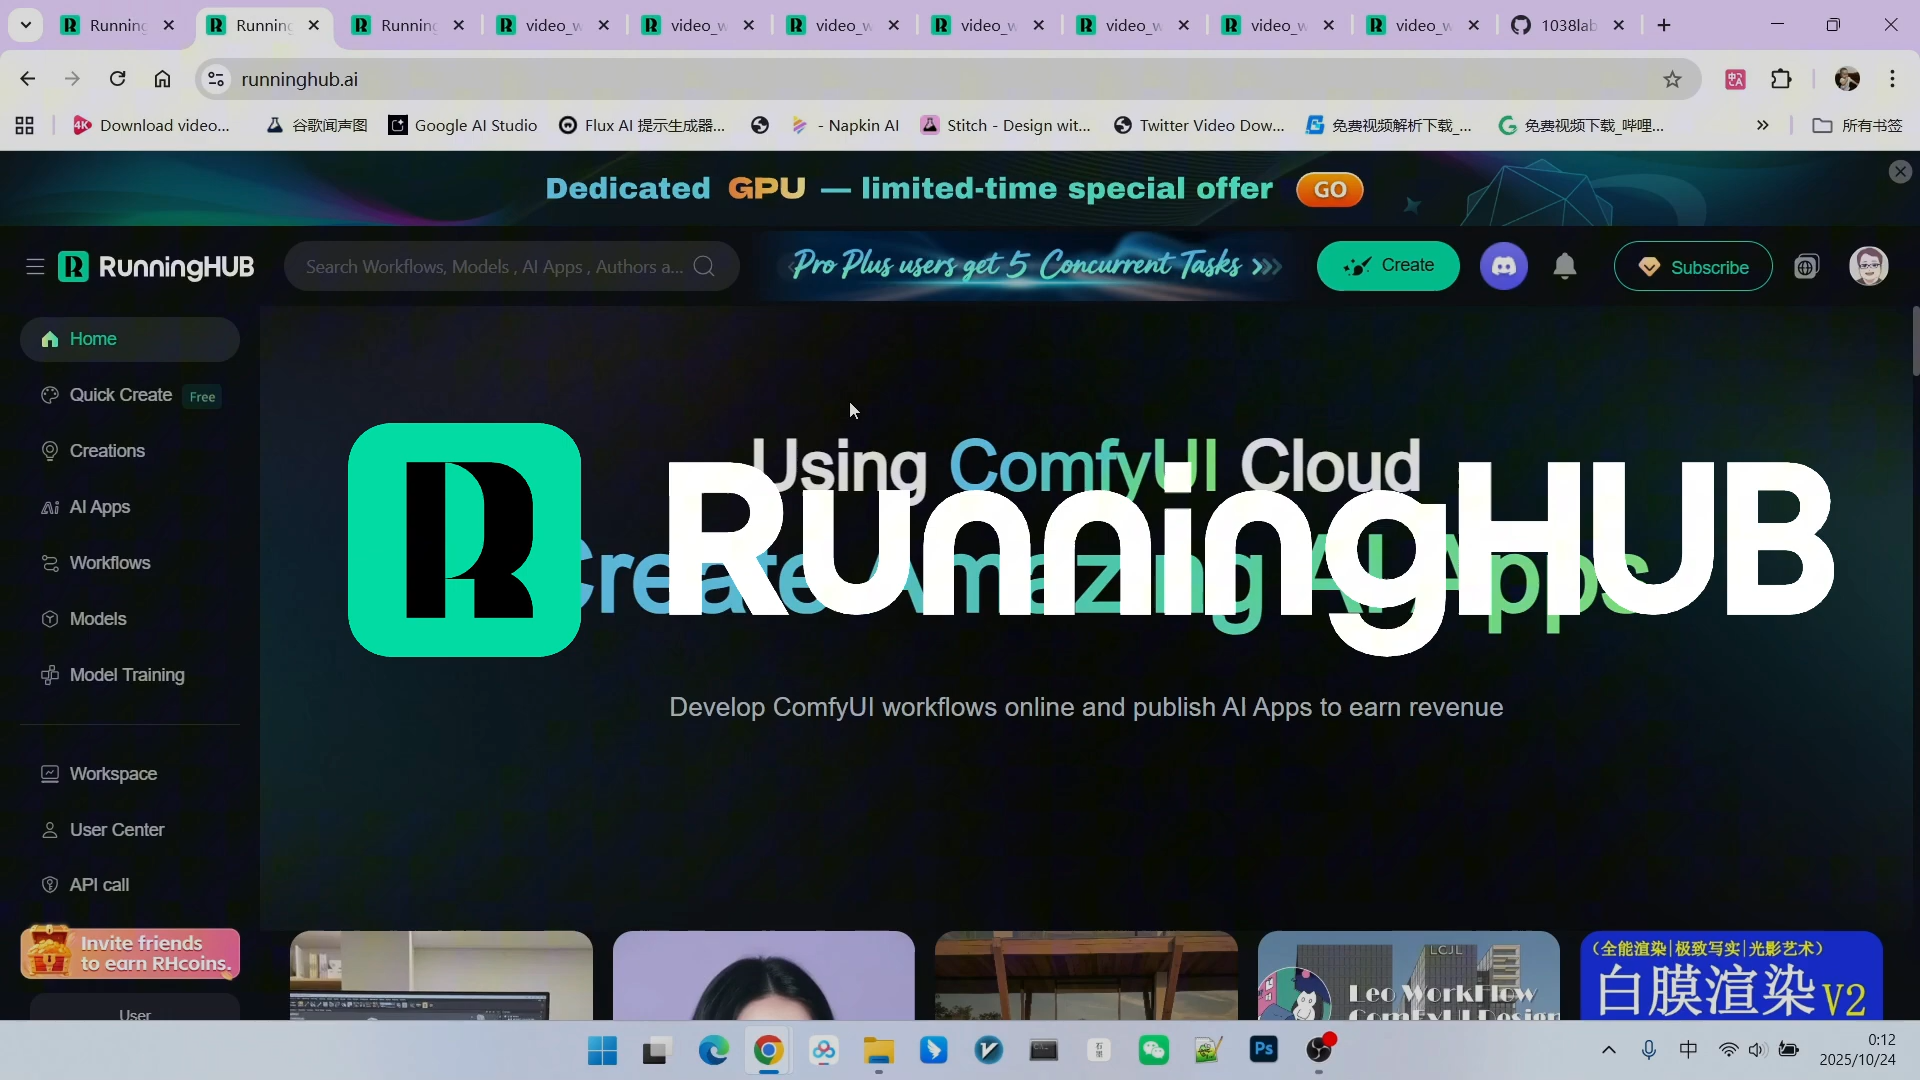 Running
Running
Running
video_w
video_w
video_w
video_w
video_w
video_w
video_w
1038lab
runninghub.ai
Download video...
谷歌闻声图
Google AI Studio
Flux AI 提示生成器...
- Napkin AI
Stitch - Design wit...
Twitter Video Dow...
免费视频解析下载_...
免费视频下载_哔哩...
所有书签
Dedicated GPU — limited-time special offer
GO
RunningHUB
Search Workflows, Models , AI Apps , Authors a...
Pro Plus users get 5 Concurrent Tasks
Create
Subscribe
Home
Quick Create Free
Creations
AI Apps
Workflows
Models
Model Training
Workspace
User Center
API call
Invite friends
to earn RHcoins.
User
Using ComfyUI Cloud
Create Amazing AI Apps
RunningHUB
Develop ComfyUI workflows online and publish AI Apps to earn revenue
LCJL
Leo WorkFlow
ComFyUI Design
(全能渲染|极致写实|光影艺术)
白膜渲染V2
中
0:12
2025/10/24